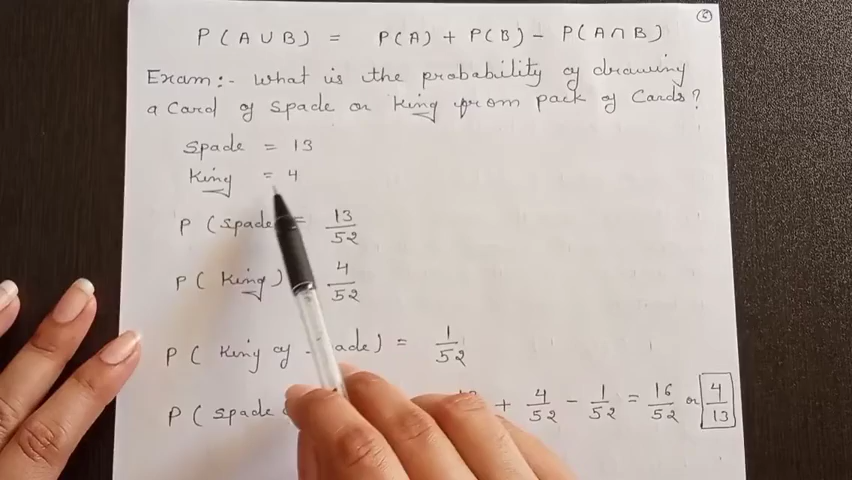 6
P(A∪B) = P(A) + P(B) - P(A∩B)
Exam:- What is the probability of drawing
a Card of Spade or King from pack of Cards?
Spade = 13
King = 4
P(Spade = 13/52
P(King) 4/52
P(King of ade) = 1/52
P(Spade + 4/52 - 1/52 = 16/52 or 4/13